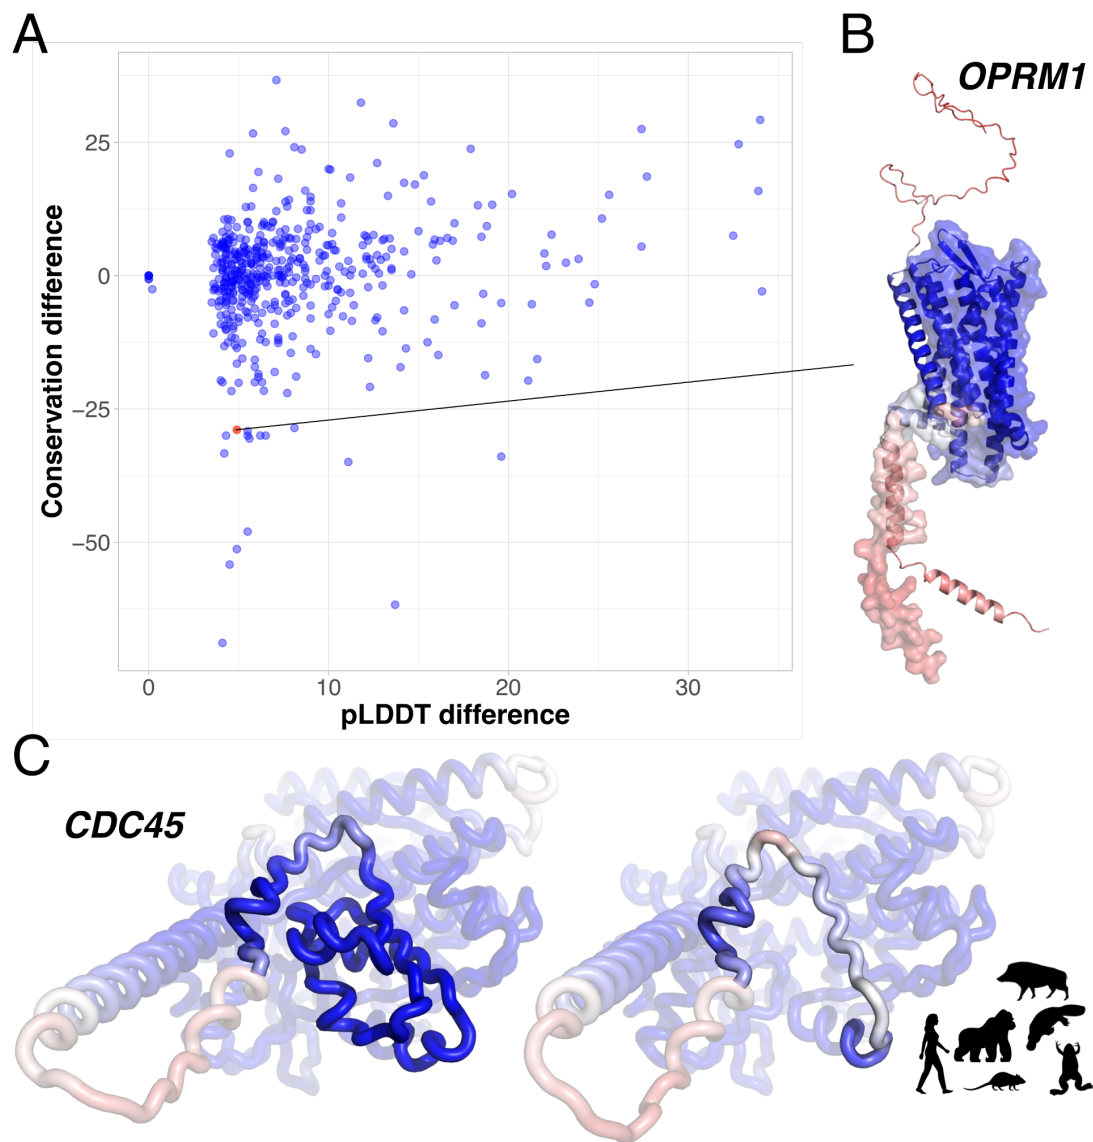 A
B
OPRM1
25
0
−25
−50
Conservation difference
0
10
20
30
pLDDT difference
C
CDC45